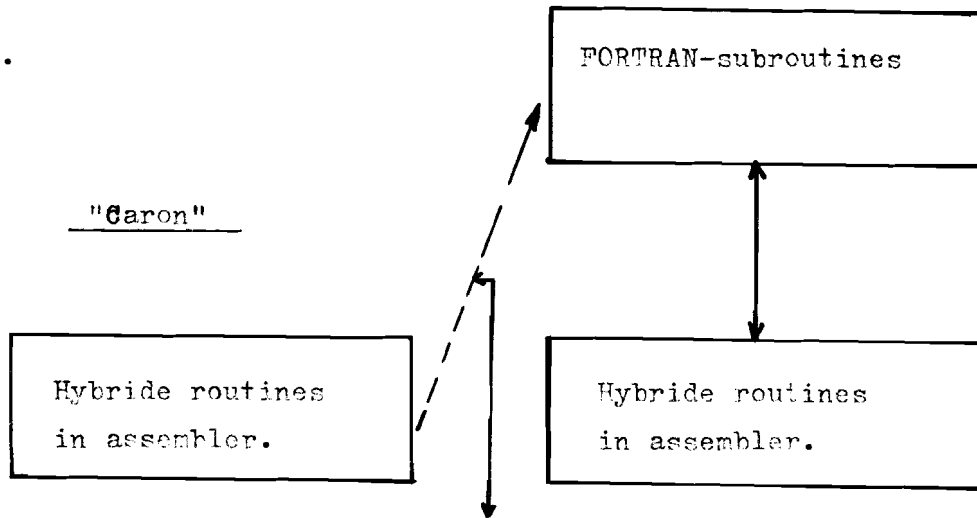 FORTRAN-subroutines
"Caron"
Hybride routines
in assembler.
Hybride routines
in assembler.